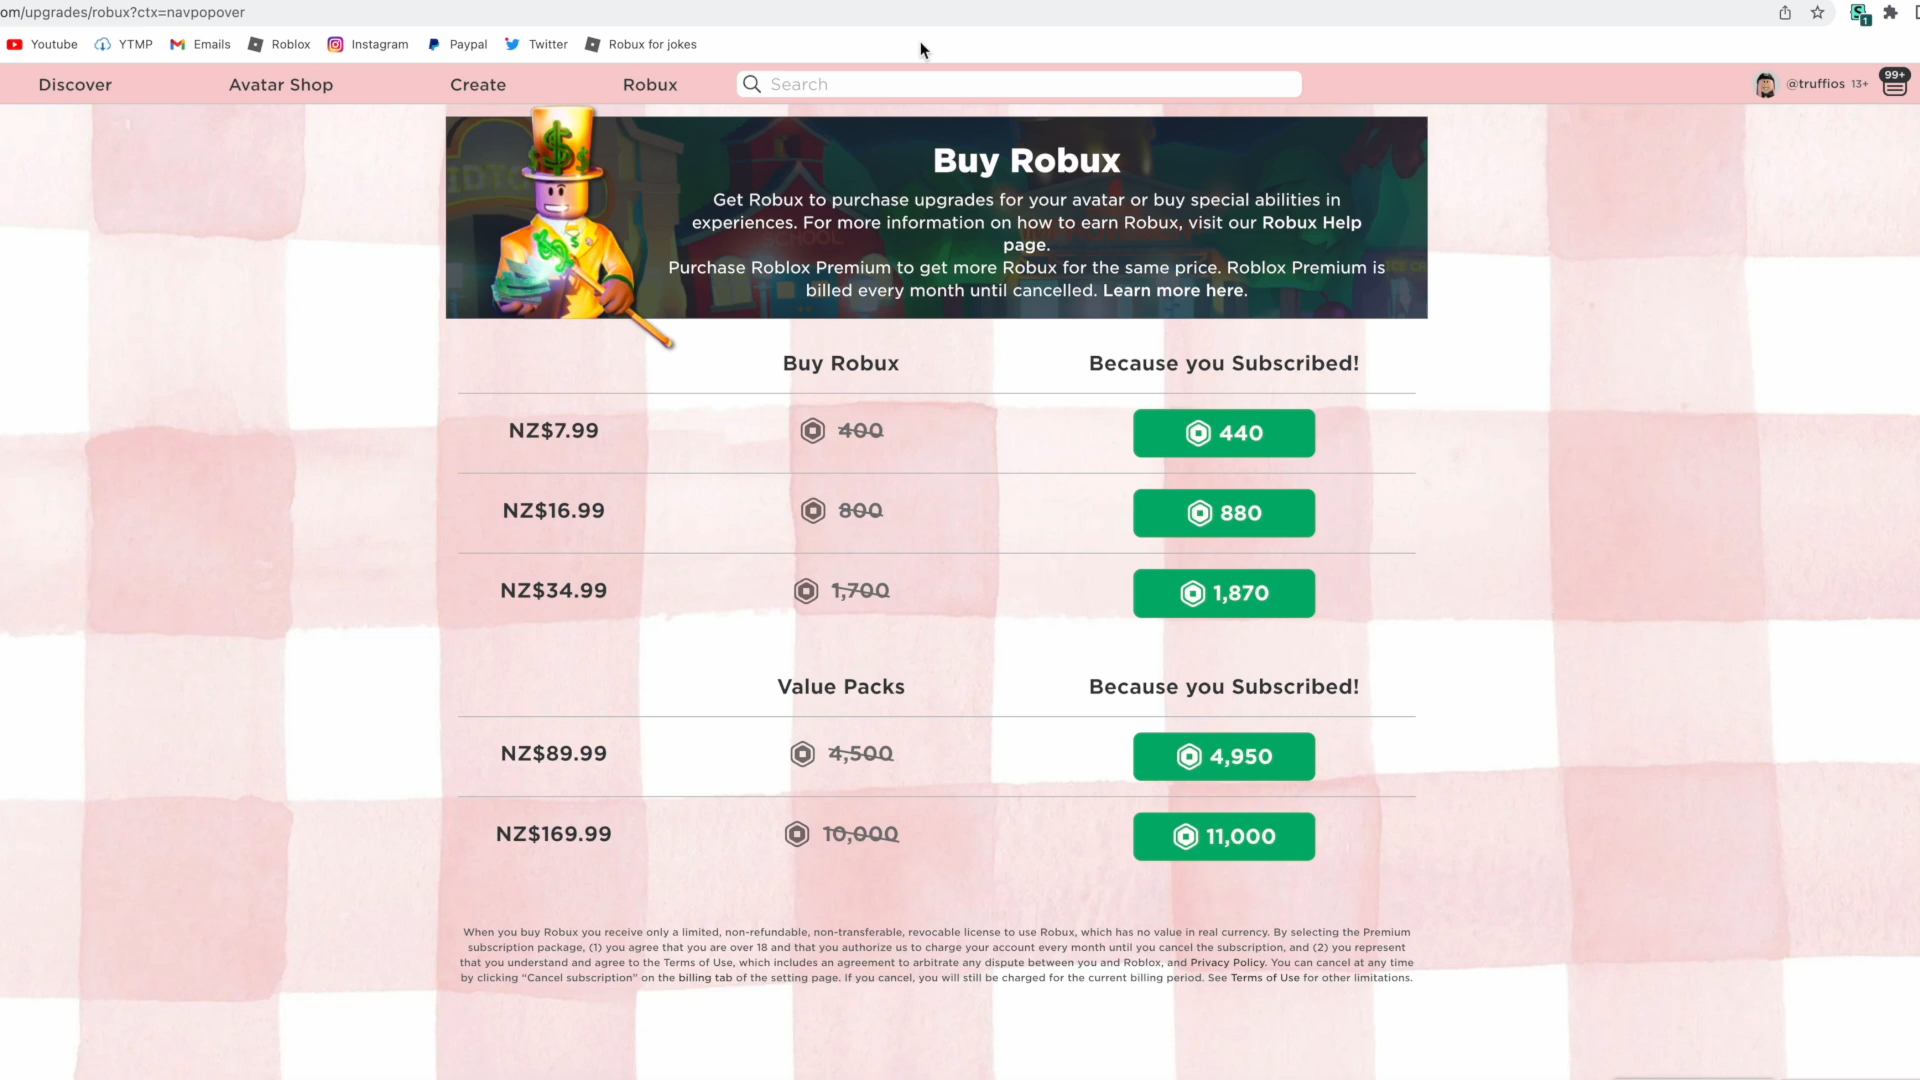 om/upgrades/robux?ctx=navpopover
1
Youtube YTMP Emails Roblox Instagram Paypal Twitter Robux for jokes
Discover Avatar Shop Create Robux Search @truffios 13+ 99+
Buy Robux
Get Robux to purchase upgrades for your avatar or buy special abilities in
experiences. For more information on how to earn Robux, visit our Robux Help
page.
Purchase Roblox Premium to get more Robux for the same price. Roblox Premium is
billed every month until cancelled. Learn more here.
Buy Robux Because you Subscribed!
NZ$7.99 400 440
NZ$16.99 800 880
NZ$34.99 1,700 1,870
Value Packs Because you Subscribed!
NZ$89.99 4,500 4,950
NZ$169.99 10,000 11,000
When you buy Robux you receive only a limited, non-refundable, non-transferable, revocable license to use Robux, which has no value in real currency. By selecting the Premium
subscription package, (1) you agree that you are over 18 and that you authorize us to charge your account every month until you cancel the subscription, and (2) you represent
that you understand and agree to the Terms of Use, which includes an agreement to arbitrate any dispute between you and Roblox, and Privacy Policy. You can cancel at any time
by clicking “Cancel subscription” on the billing tab of the setting page. If you cancel, you will still be charged for the current billing period. See Terms of Use for other limitations.